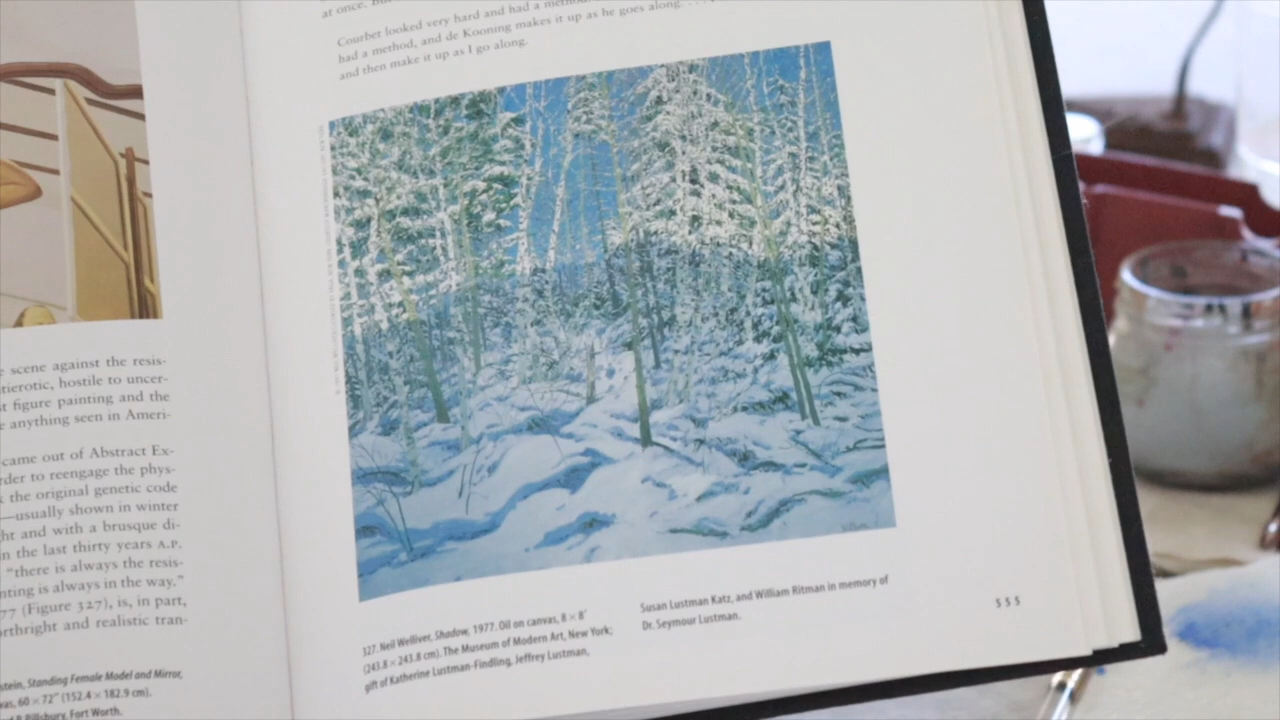 e scene against the resis-
tierotic, hostile to uncer-
st figure painting and the
e anything seen in Ameri-
came out of Abstract Ex-
rder to reengage the phys-
k the original genetic code
—usually shown in winter
ht and with a brusque di-
n the last thirty years A.P.
"there is always the resis-
nting is always in the way."
77 (Figure 327), is, in part,
rthright and realistic tran-
stein, Standing Female Model and Mirror,
vas, 60 × 72" (152.4 × 182.9 cm).
Pillsbury, Fort Worth.
at once.
Courbet looked very hard and had a method.
had a method, and de Kooning makes it up as he goes along. . . .
and then make it up as I go along.
327. Neil Welliver, Shadow, 1977. Oil on canvas, 8 × 8'
(243.8 × 243.8 cm). The Museum of Modern Art, New York;
gift of Katherine Lustman-Findling, Jeffrey Lustman,
Susan Lustman Katz, and William Ritman in memory of
Dr. Seymour Lustman.
555